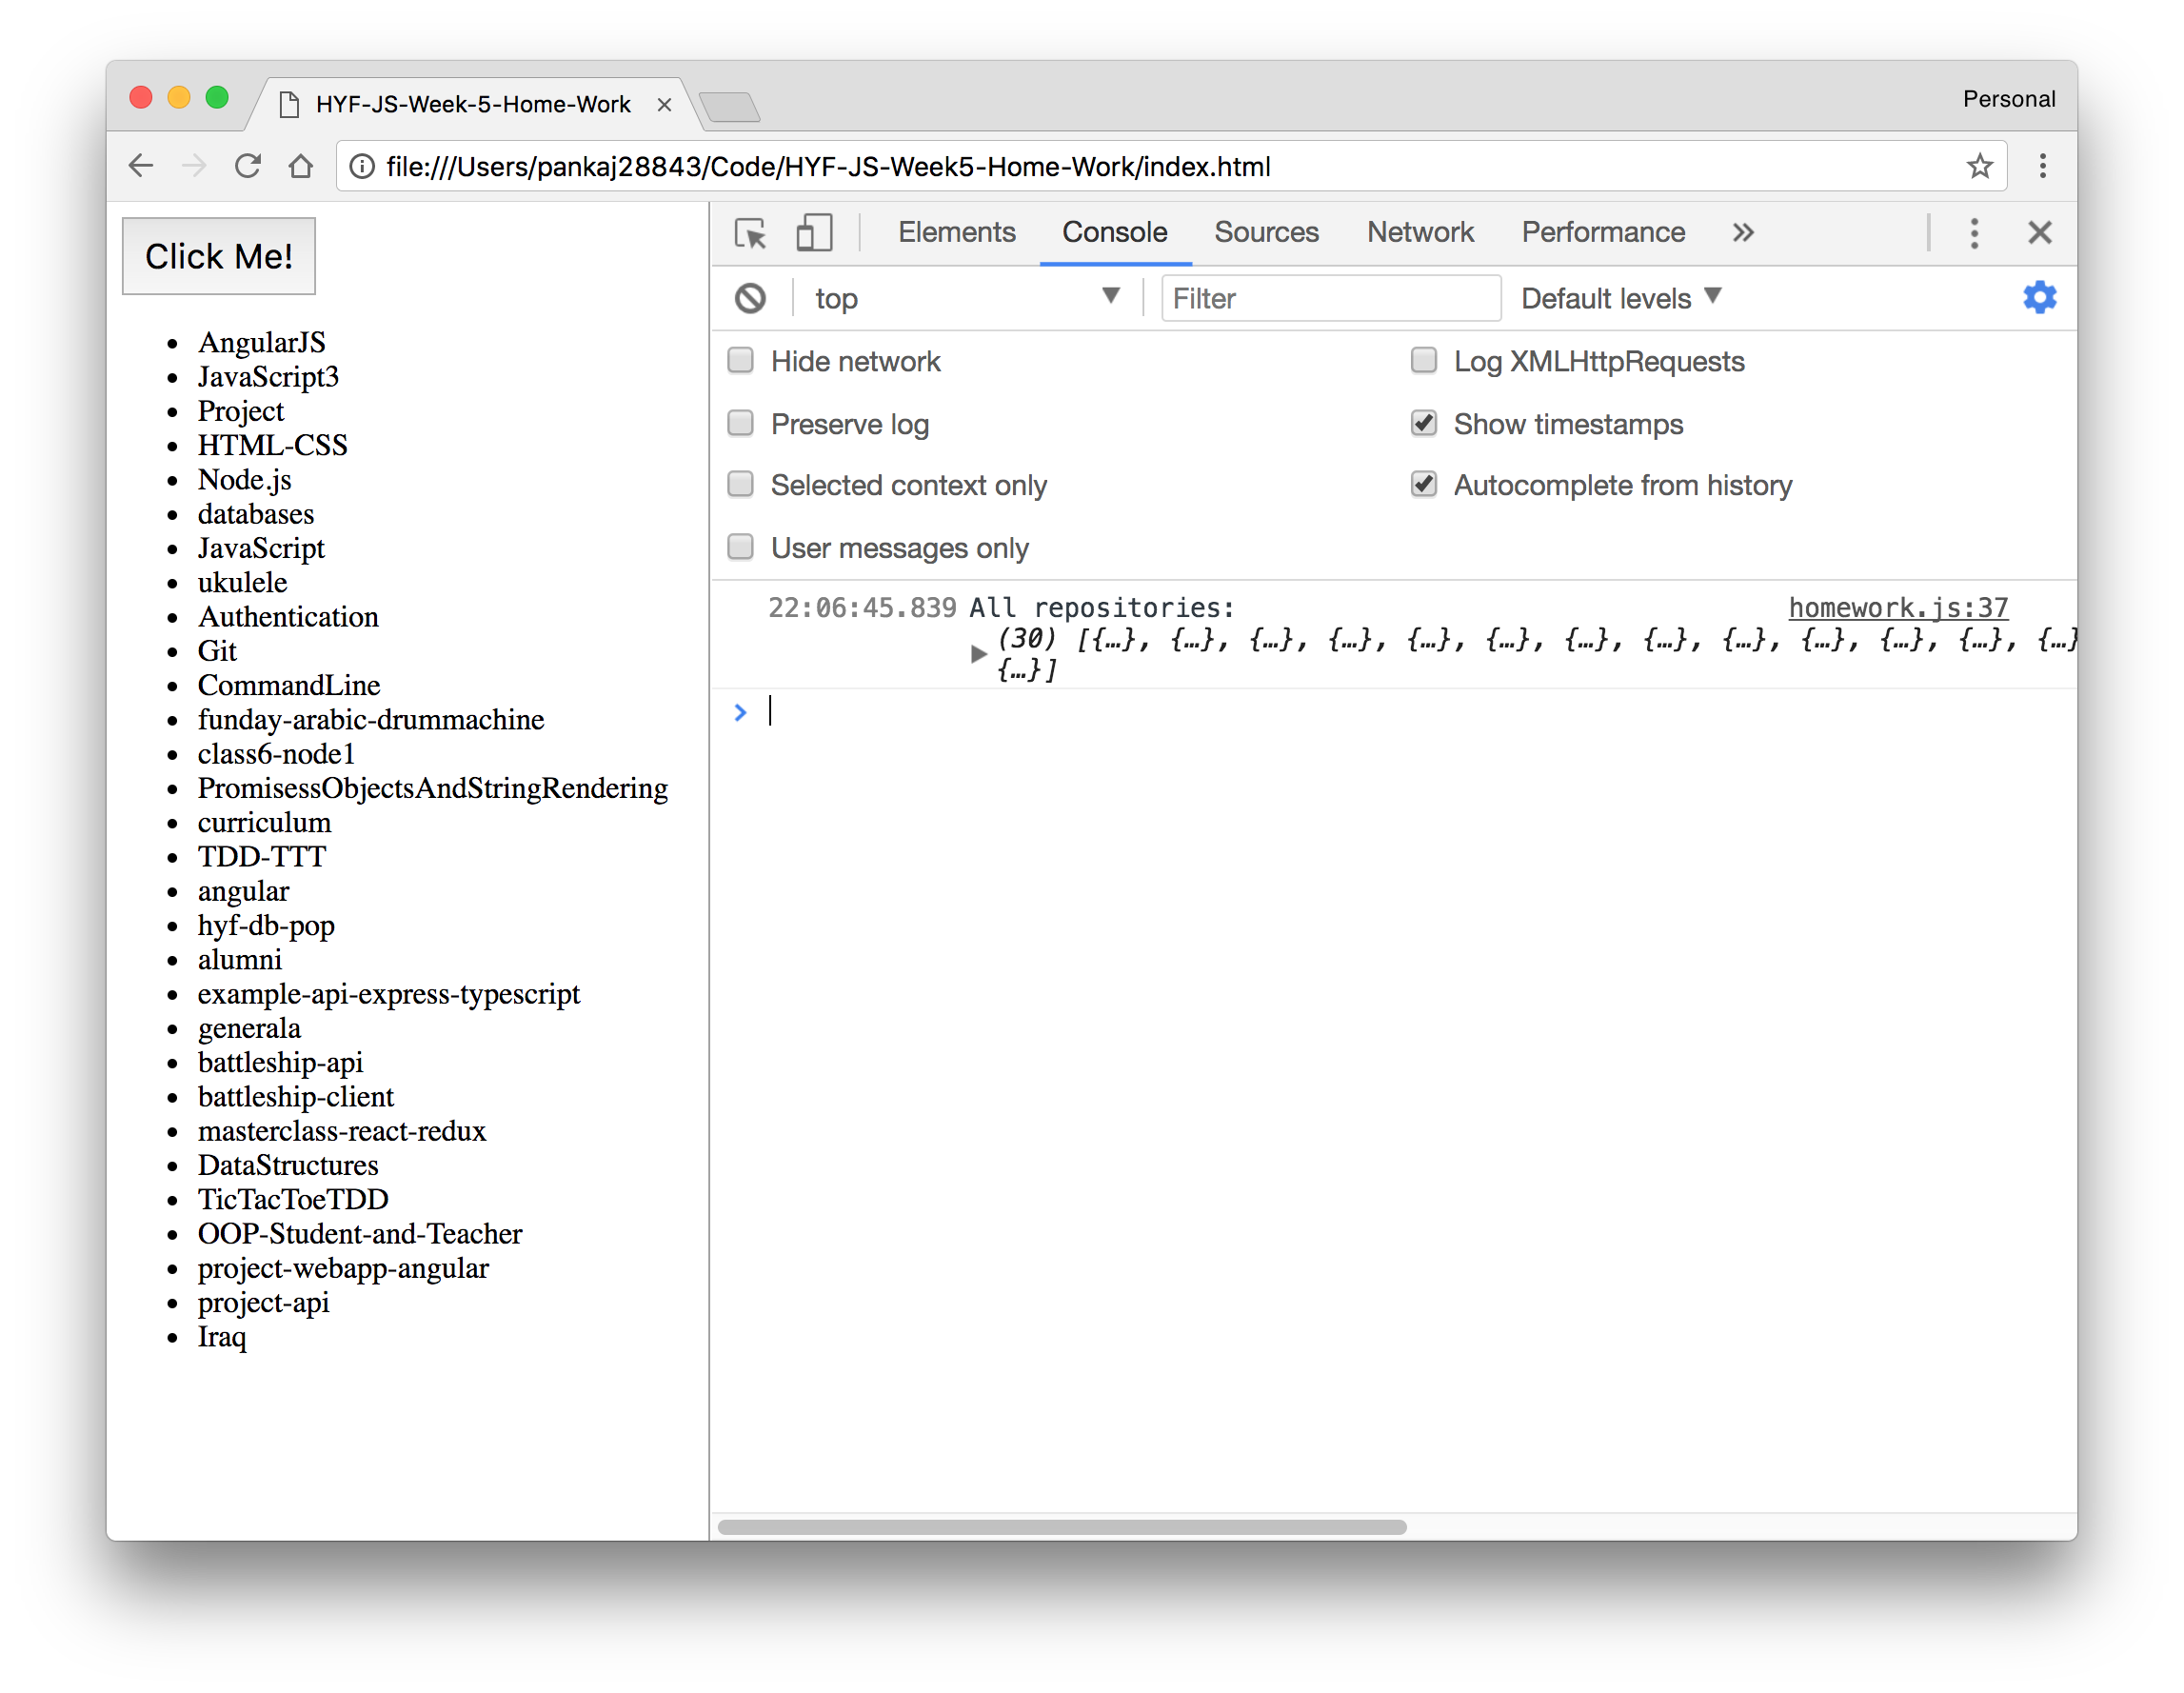 HYF-JS-Week-5-Home-Work
Personal
file:///Users/pankaj28843/Code/HYF-JS-Week5-Home-Work/index.html
Click Me!
AngularJS
JavaScript3
Project
HTML-CSS
Node.js
databases
JavaScript
ukulele
Authentication
Git
CommandLine
funday-arabic-drummachine
class6-node1
PromisessObjectsAndStringRendering
curriculum
TDD-TTT
angular
hyf-db-pop
alumni
example-api-express-typescript
generala
battleship-api
battleship-client
masterclass-react-redux
DataStructures
TicTacToeTDD
OOP-Student-and-Teacher
project-webapp-angular
project-api
Iraq
Elements Console Sources Network Performance
top Filter Default levels
Hide network Log XMLHttpRequests
Preserve log Show timestamps
Selected context only Autocomplete from history
User messages only
22:06:45.839 All repositories: homework.js:37
(30) [{…}, {…}, {…}, {…}, {…}, {…}, {…}, {…}, {…}, {…}, {…}, {…}, {…}
{…}]